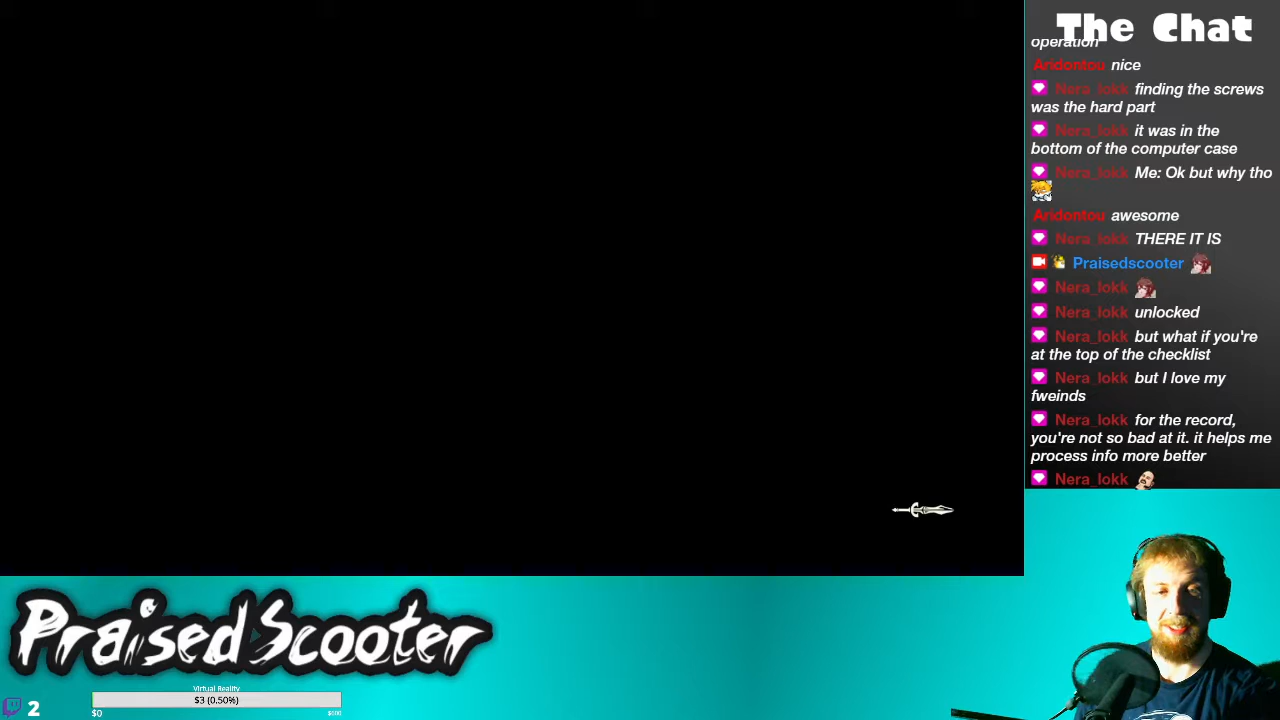 The Chat
operation
Aridontou nice
Nera_lokk finding the screws
was the hard part
Nera_lokk it was in the
bottom of the computer case
Nera_lokk Me: Ok but why tho
Aridontou awesome
Nera_lokk THERE IT IS
Praisedscooter
Nera_lokk
Nera_lokk unlocked
Nera_lokk but what if you're
at the top of the checklist
Nera_lokk but I love my
fweinds
Nera_lokk for the record,
you're not so bad at it. it helps me
process info more better
Nera_lokk
PraisedScooter
Virtual Reality
$3 (0.50%)
$0
$600
2